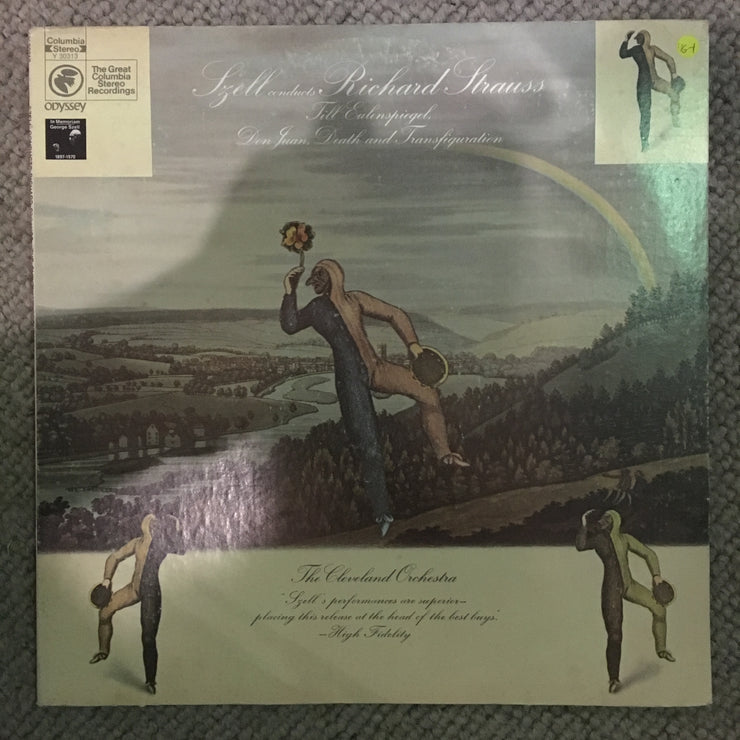 Columbia
Stereo
Y 30313
The Great
Columbia
Stereo
Recordings
ODYSSEY
In Memoriam
George Szell
1897-1970
Szell conducts Richard Strauss
Till Eulenspiegel,
Don Juan, Death and Transfiguration
The Cleveland Orchestra
"Szell's performances are superior–
placing this release at the head of the best buys".
–High Fidelity